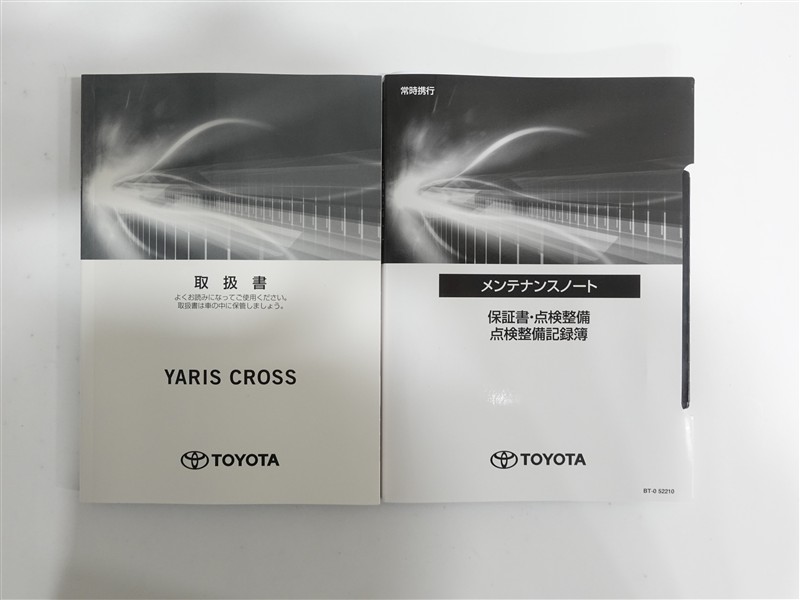 取扱書
よくお読みになってご使用ください。
取扱書は車の中に保管しましょう。
YARIS CROSS
TOYOTA
常時携行
メンテナンスノート
保証書・点検整備
点検整備記録簿
TOYOTA
BT-0 52210